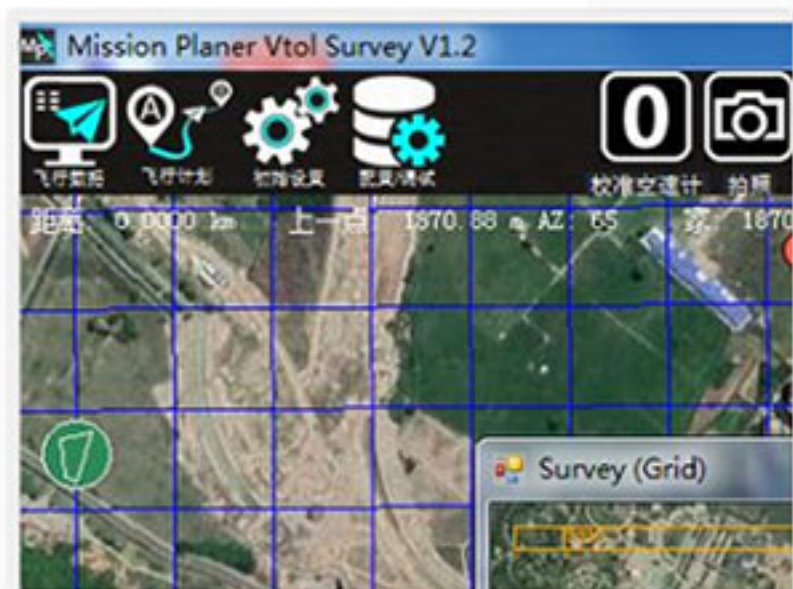 Mission Planer Vtol Survey V1.2
飞行数据 飞行计划 初始设置 配置/调试 校准空速计 拍照
距离: 0.0000 km 上一点 1870.88 m AZ: 65 家 1870
Survey (Grid)